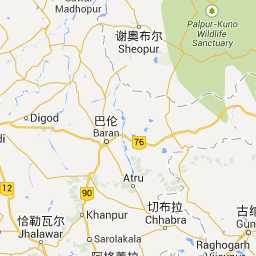 Sawai
Madhopur
谢奥布尔
Sheopur
Palpur-Kuno
Wildlife
Sanctuary
Digod
巴伦
Baran
76
Atru
12
90
切布拉
Chhabra
Khanpur
恰勒瓦尔
Jhalawar
Sarolakala
Raghogarh